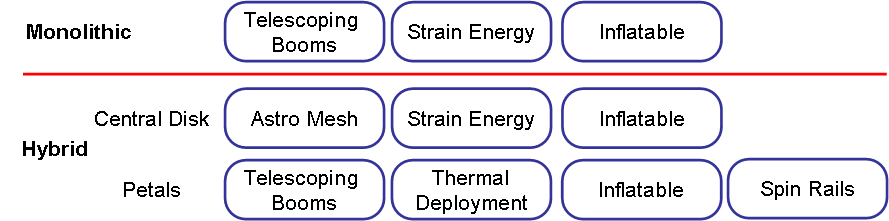 Monolithic
Telescoping
Booms
Strain Energy
Inflatable
Hybrid
Central Disk
Astro Mesh
Strain Energy
Inflatable
Petals
Telescoping
Booms
Thermal
Deployment
Inflatable
Spin Rails